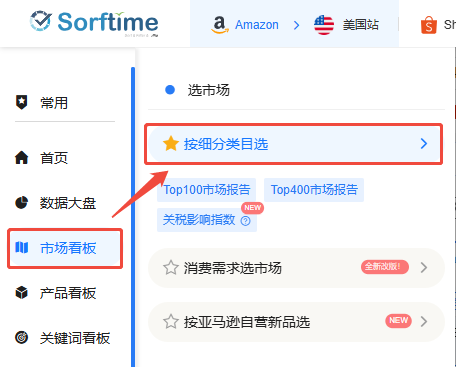 Sorftime
Amazon
美国站
Sh
常用
首页
数据大盘
市场看板
产品看板
关键词看板
选市场
按细分类目选
Top100市场报告
Top400市场报告
关税影响指数
NEW
消费需求选市场
全新改版!
按亚马逊自营新品选
NEW